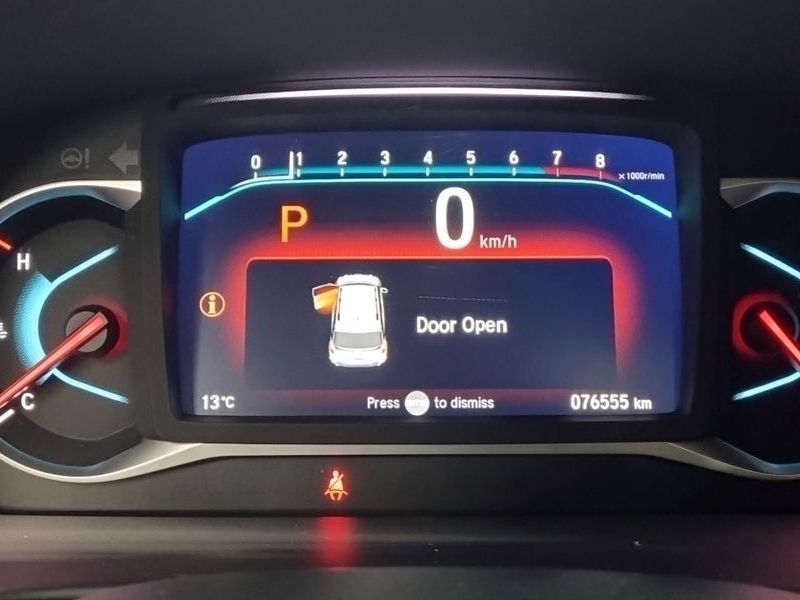 0 1 2 3 4 5 6 7 8
×1000r/min
P 0 km/h
H
Door Open
C
13°C Press to dismiss 076555 km